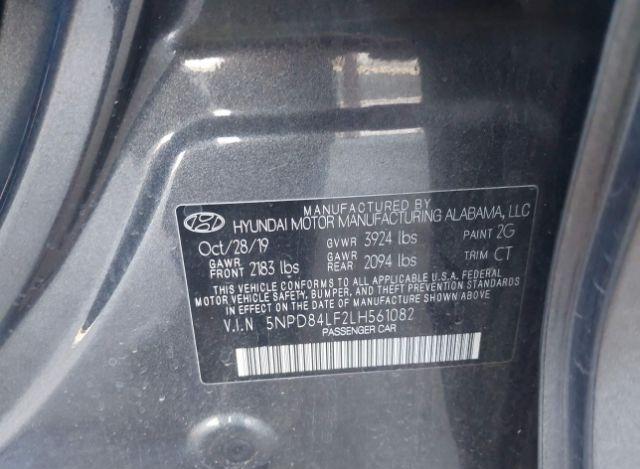 MANUFACTURED BY
HYUNDAI MOTOR MANUFACTURING ALABAMA, LLC
Oct/28/19 GVWR 3924 lbs PAINT 2G
GAWR FRONT 2183 lbs GAWR REAR 2094 lbs TRIM CT
THIS VEHICLE CONFORMS TO ALL APPLICABLE U.S.A. FEDERAL
MOTOR VEHICLE SAFETY, BUMPER, AND THEFT PREVENTION STANDARDS
IN EFFECT ON THE DATE OF MANUFACTURE SHOWN ABOVE.
V.I.N 5NPD84LF2LH561082
PASSENGER CAR